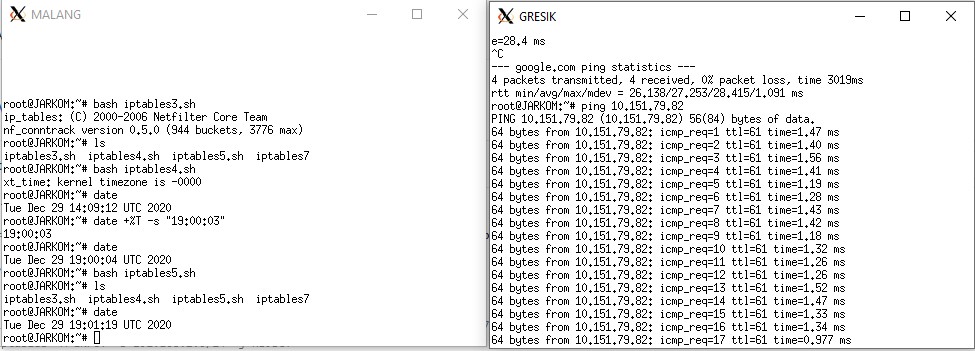 MALANG
root@JARKOM:~# bash iptables3.sh
ip_tables: (C) 2000-2006 Netfilter Core Team
nf_conntrack version 0.5.0 (944 buckets, 3776 max)
root@JARKOM:~# ls
iptables3.sh  iptables4.sh  iptables5.sh  iptables7
root@JARKOM:~# bash iptables4.sh
xt_time: kernel timezone is -0000
root@JARKOM:~# date
Tue Dec 29 14:09:12 UTC 2020
root@JARKOM:~# date +%T -s "19:00:03"
19:00:03
root@JARKOM:~# date
Tue Dec 29 19:00:04 UTC 2020
root@JARKOM:~# bash iptables5.sh
root@JARKOM:~# ls
iptables3.sh  iptables4.sh  iptables5.sh  iptables7
root@JARKOM:~# date
Tue Dec 29 19:01:19 UTC 2020
root@JARKOM:~#
GRESIK
e=28.4 ms
^C
--- google.com ping statistics ---
4 packets transmitted, 4 received, 0% packet loss, time 3019ms
rtt min/avg/max/mdev = 26.138/27.253/28.415/1.091 ms
root@JARKOM:~# ping 10.151.79.82
PING 10.151.79.82 (10.151.79.82) 56(84) bytes of data.
64 bytes from 10.151.79.82: icmp_req=1 ttl=61 time=1.47 ms
64 bytes from 10.151.79.82: icmp_req=2 ttl=61 time=1.40 ms
64 bytes from 10.151.79.82: icmp_req=3 ttl=61 time=1.56 ms
64 bytes from 10.151.79.82: icmp_req=4 ttl=61 time=1.41 ms
64 bytes from 10.151.79.82: icmp_req=5 ttl=61 time=1.19 ms
64 bytes from 10.151.79.82: icmp_req=6 ttl=61 time=1.28 ms
64 bytes from 10.151.79.82: icmp_req=7 ttl=61 time=1.43 ms
64 bytes from 10.151.79.82: icmp_req=8 ttl=61 time=1.42 ms
64 bytes from 10.151.79.82: icmp_req=9 ttl=61 time=1.18 ms
64 bytes from 10.151.79.82: icmp_req=10 ttl=61 time=1.32 ms
64 bytes from 10.151.79.82: icmp_req=11 ttl=61 time=1.26 ms
64 bytes from 10.151.79.82: icmp_req=12 ttl=61 time=1.26 ms
64 bytes from 10.151.79.82: icmp_req=13 ttl=61 time=1.52 ms
64 bytes from 10.151.79.82: icmp_req=14 ttl=61 time=1.47 ms
64 bytes from 10.151.79.82: icmp_req=15 ttl=61 time=1.33 ms
64 bytes from 10.151.79.82: icmp_req=16 ttl=61 time=1.34 ms
64 bytes from 10.151.79.82: icmp_req=17 ttl=61 time=0.977 ms